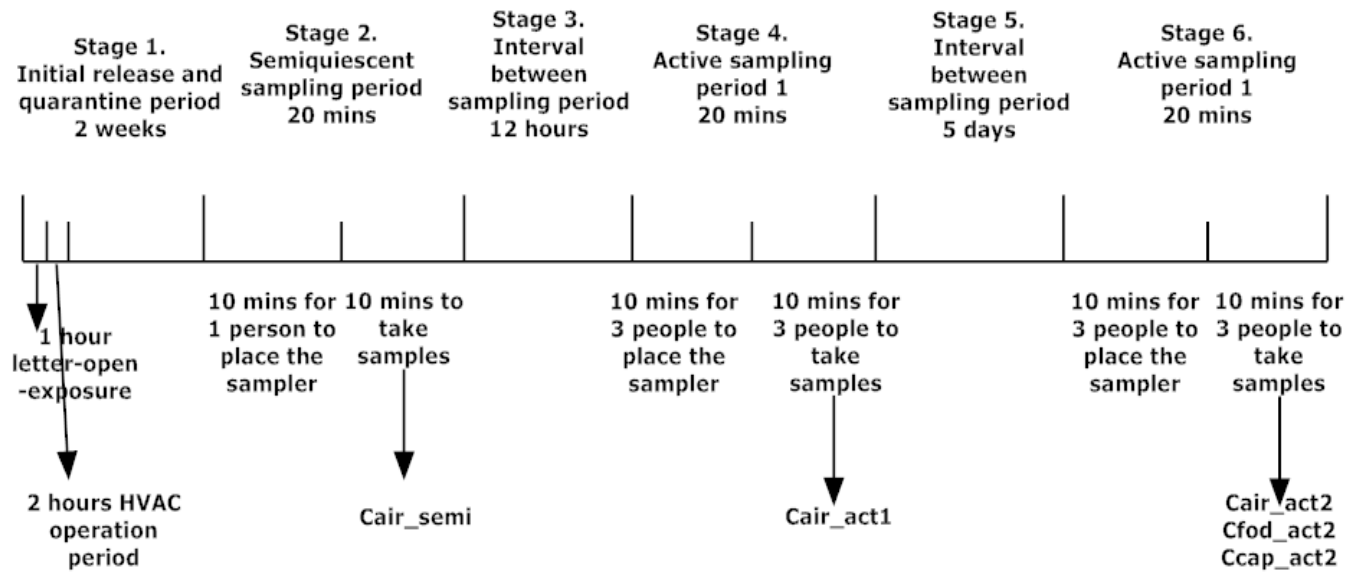 Stage 1.
Initial release and
quarantine period
2 weeks
Stage 2.
Semiquiescent
sampling period
20 mins
Stage 3.
Interval
between
sampling period
12 hours
Stage 4.
Active sampling
period 1
20 mins
Stage 5.
Interval
between
sampling period
5 days
Stage 6.
Active sampling
period 1
20 mins
1 hour
letter-open
-exposure
2 hours HVAC
operation
period
10 mins for
1 person to
place the
sampler
10 mins to
take
samples
Cair_semi
10 mins for
3 people to
place the
sampler
10 mins for
3 people to
take
samples
Cair_act1
10 mins for
3 people to
place the
sampler
10 mins for
3 people to
take
samples
Cair_act2
Cfod_act2
Ccap_act2